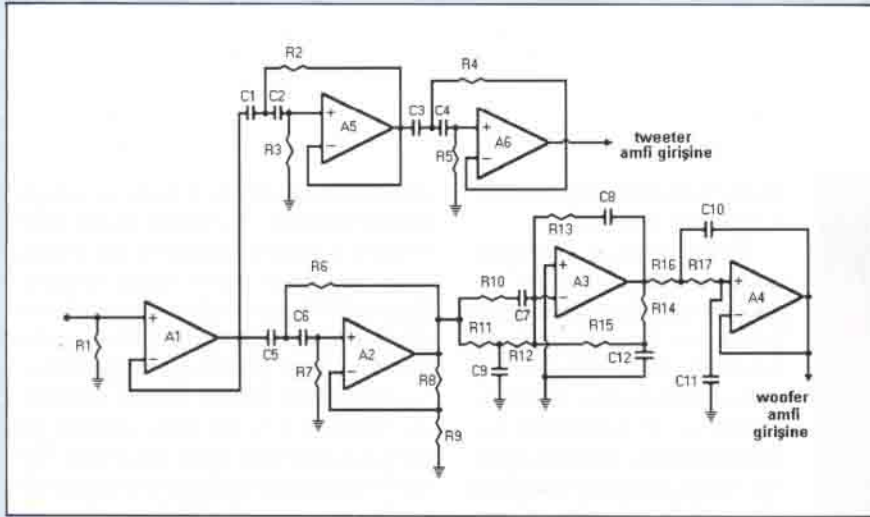 R2
R4
C1
C2
C3
C4
A5
A6
R3
R5
tweeter
amfi girişine
C8
R13
C10
R6
R10
R16
R17
A3
A4
C7
R14
R11
R15
R12
C9
C12
C11
A1
C5
C6
A2
R1
R7
R8
R9
woofer
amfi
girişine